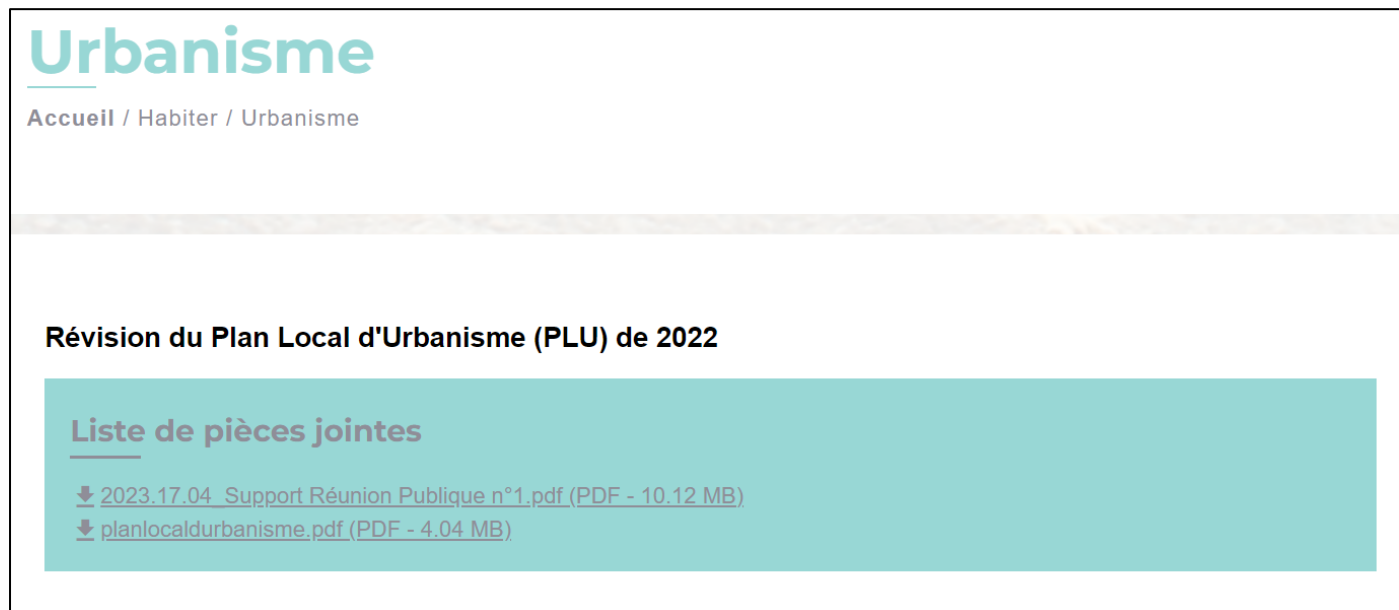 Urbanisme
Accueil / Habiter / Urbanisme
Révision du Plan Local d'Urbanisme (PLU) de 2022
Liste de pièces jointes
2023.17.04_Support Réunion Publique n°1.pdf (PDF - 10.12 MB)
planlocaldurbanisme.pdf (PDF - 4.04 MB)